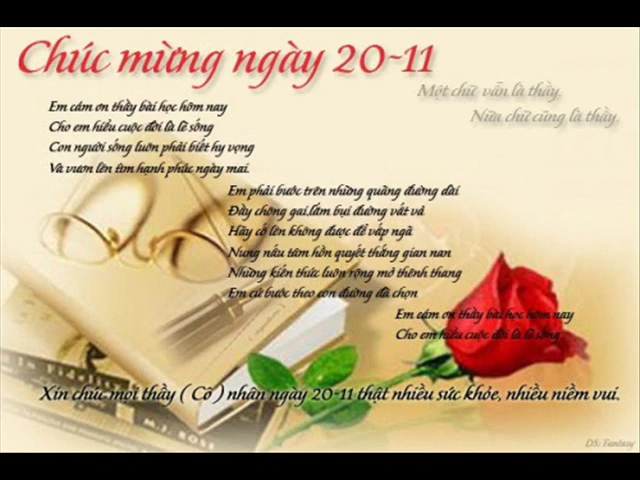 Chúc mừng ngày 20-11
Một chữ vẫn là thầy.
Nửa chữ cũng là thầy.
Em cám ơn thầy bài học hôm nay
Cho em hiểu cuộc đời là lẽ sống
Con người sống luôn phải biết hy vọng
Và vươn lên tìm hạnh phúc ngày mai.
Em phải bước trên những quãng đường dài
Đầy chông gai,lấm bụi đường vất vả
Hãy cố lên không được để vấp ngã
Nung nấu tâm hồn quyết thắng gian nan
Những kiến thức luôn rộng mở thênh thang
Em cứ bước theo con đường đã chọn
Em cám ơn thầy bài học hôm nay
Cho em hiểu cuộc đời là lẽ sống
Xin chúc mọi thầy ( Cô ) nhân ngày 20-11 thật nhiều sức khỏe, nhiều niềm vui.
M.J. ROSE
DS: Fantasy